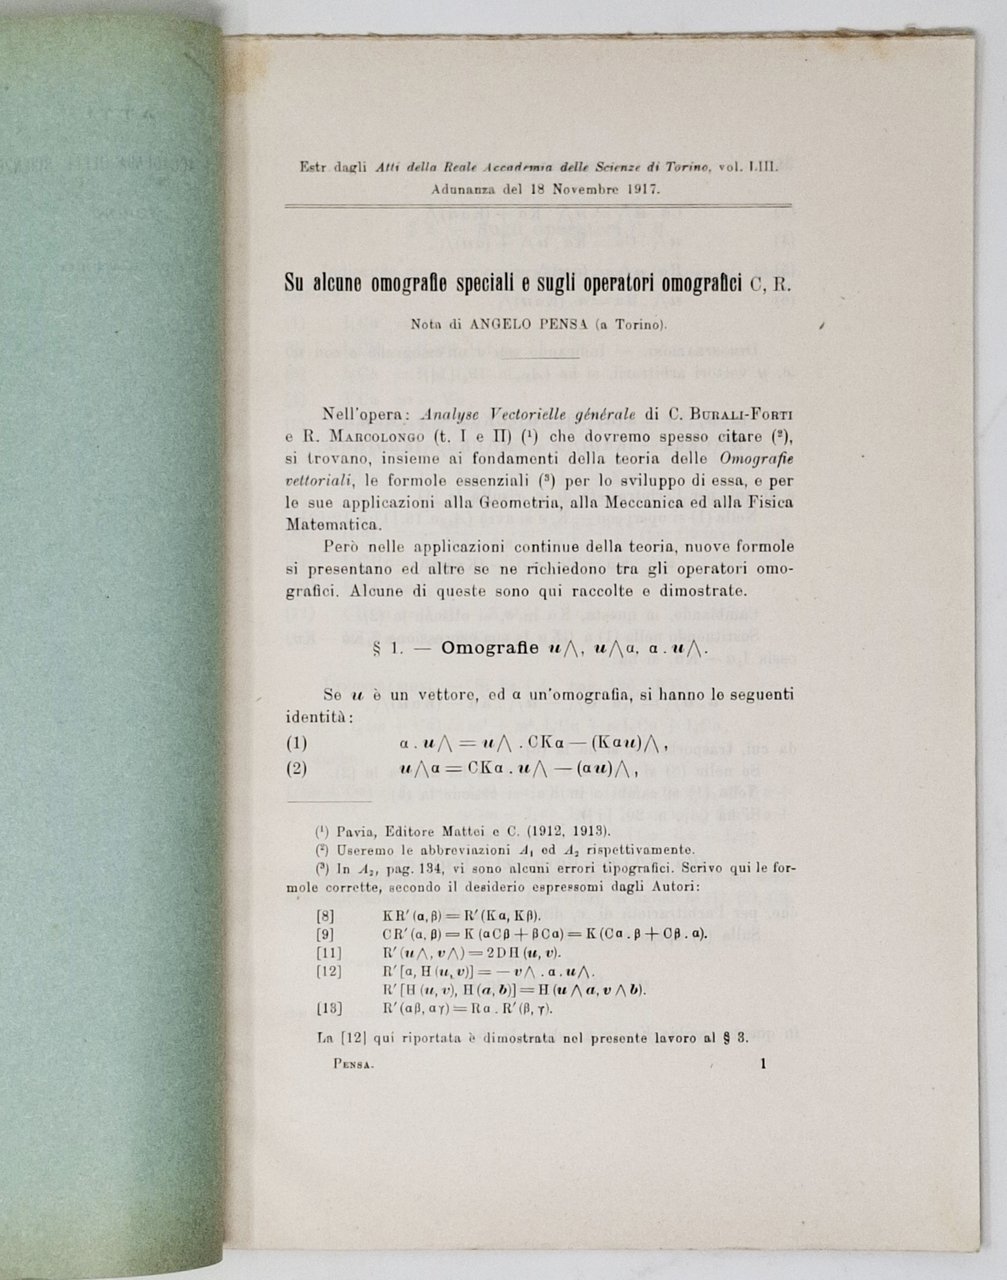 Estr dagli Atti della Reale Accademia delle Scienze di Torino, vol. LIII.
Adunanza del 18 Novembre 1917.
Su alcune omografie speciali e sugli operatori omografici C, R.
Nota di ANGELO PENSA (a Torino).
Nell'opera: Analyse Vectorielle générale di C. BURALI-FORTI
e R. MARCOLONGO (t. I e II) (¹) che dovremo spesso citare (²),
si trovano, insieme ai fondamenti della teoria delle Omografie
vettoriali, le formole essenziali (³) per lo sviluppo di essa, e per
le sue applicazioni alla Geometria, alla Meccanica ed alla Fisica
Matematica.
Però nelle applicazioni continue della teoria, nuove formole
si presentano ed altre se ne richiedono tra gli operatori omo-
grafici. Alcune di queste sono qui raccolte e dimostrate.
§ 1. — Omografie u⋀, u⋀α, α.u⋀.
Se u è un vettore, ed α un'omografia, si hanno le seguenti
identità:
(1) α.u⋀ = u⋀.CKα — (Kαu)⋀,
(2) u⋀α = CKα.u⋀ — (αu)⋀,
(¹) Pavia, Editore Mattei e C. (1912, 1913).
(²) Useremo le abbreviazioni A₁ ed A₂ rispettivamente.
(³) In A₂, pag. 134, vi sono alcuni errori tipografici. Scrivo qui le for-
mole corrette, secondo il desiderio espressomi dagli Autori:
[8] KR'(α, β) = R'(Kα, Kβ).
[9] CR'(α, β) = K(αCβ + βCα) = K(Cα.β + Cβ.α).
[11] R'(u⋀, v⋀) = 2DH(u, v).
[12] R'[α, H(u, v)] = — v⋀.α.u⋀.
R'[H(u, v), H(a, b)] = H(u⋀a, v⋀b).
[13] R'(αβ, αγ) = Rα.R'(β, γ).
La [12] qui riportata è dimostrata nel presente lavoro al § 3.
PENSA. 1